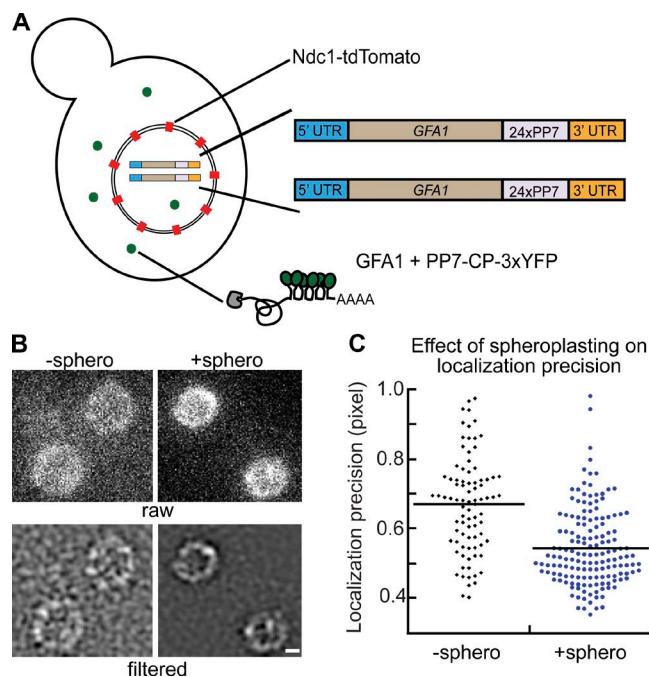 A
Ndc1-tdTomato
5' UTR GFA1 24xPP7 3' UTR
5' UTR GFA1 24xPP7 3' UTR
GFA1 + PP7-CP-3xYFP
AAAA
B
-sphero +sphero
raw
filtered
C
Effect of spheroplasting on
localization precision
Localization precision (pixel)
1.0
0.8
0.6
0.4
-sphero +sphero